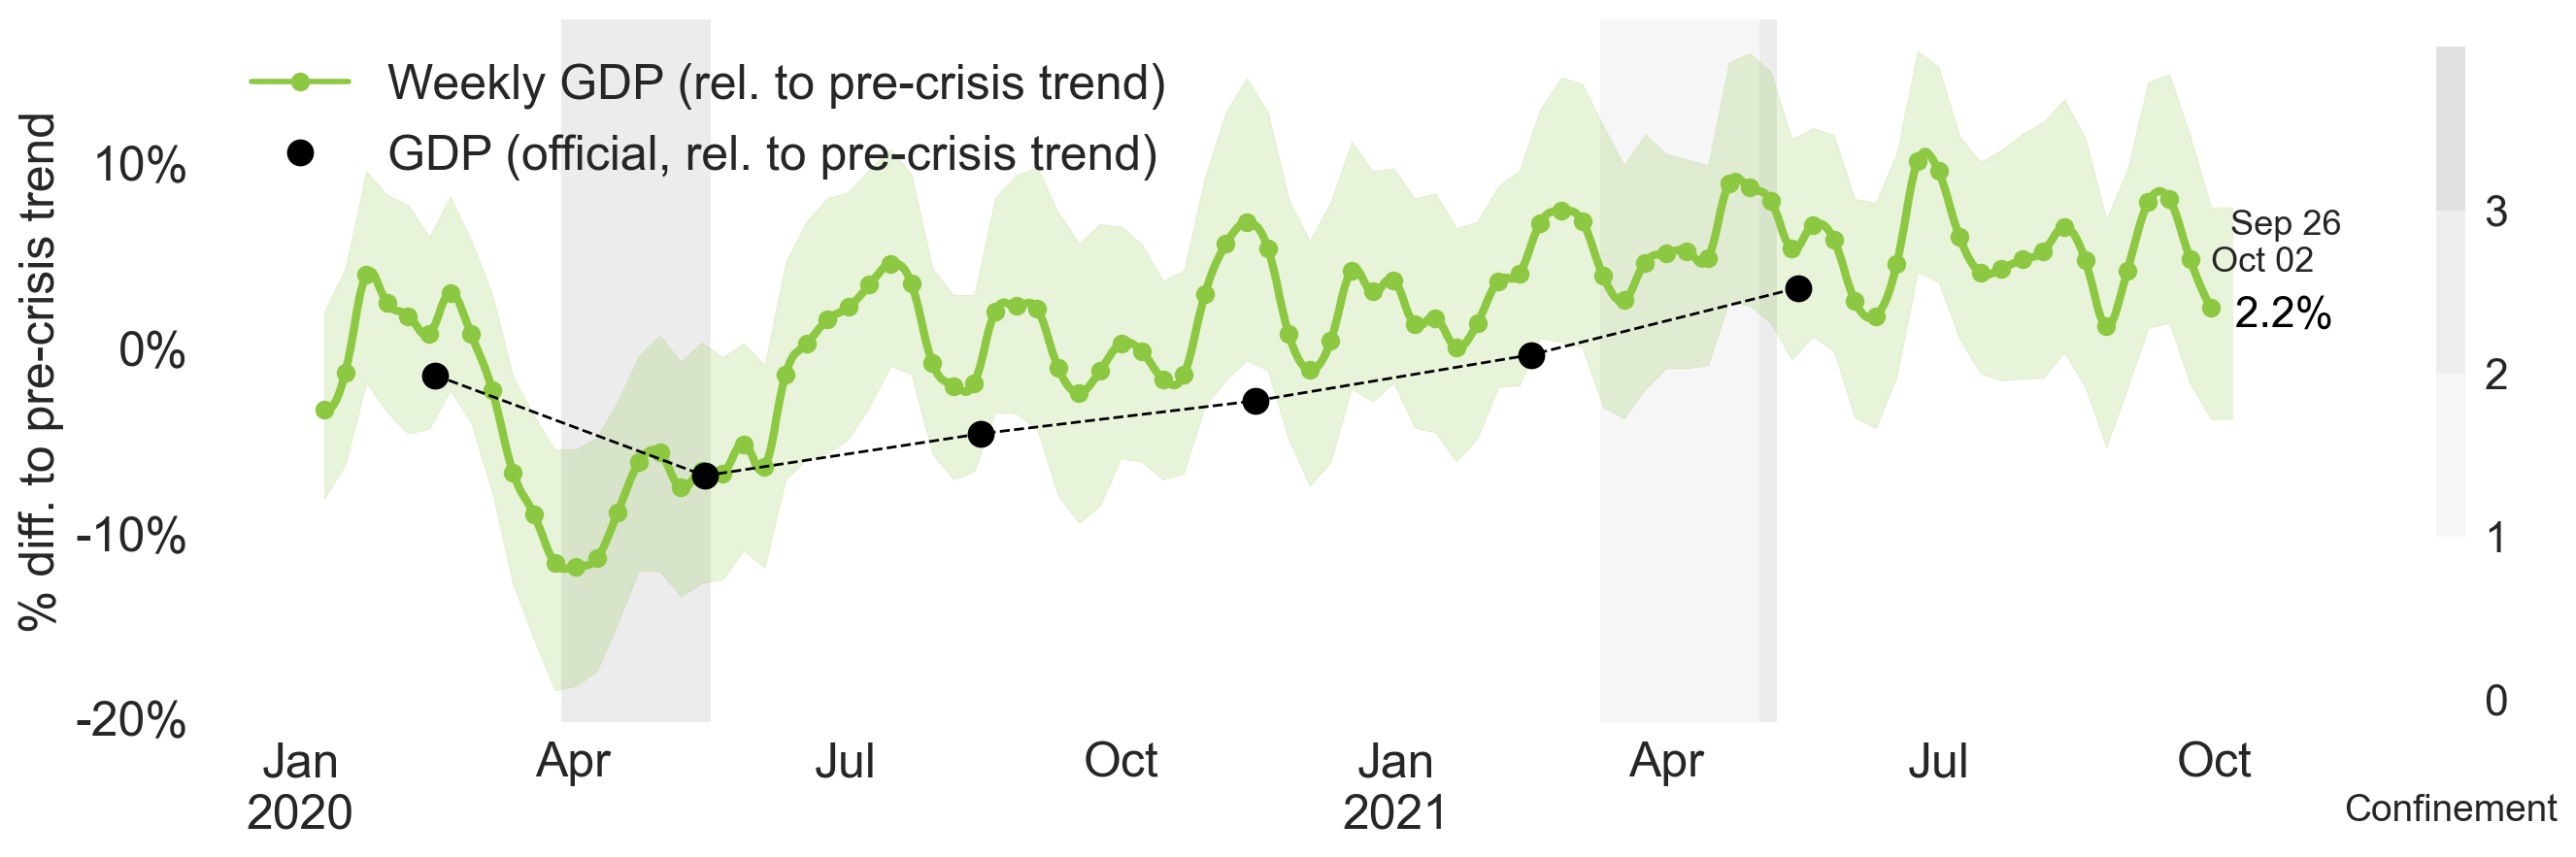 Weekly GDP (rel. to pre-crisis trend)
GDP (official, rel. to pre-crisis trend)
% diff. to pre-crisis trend
10%
0%
-10%
-20%
Sep 26
Oct 02
2.2%
3
2
1
0
Jan Apr Jul Oct Jan Apr Jul Oct
2020 2021
Confinement